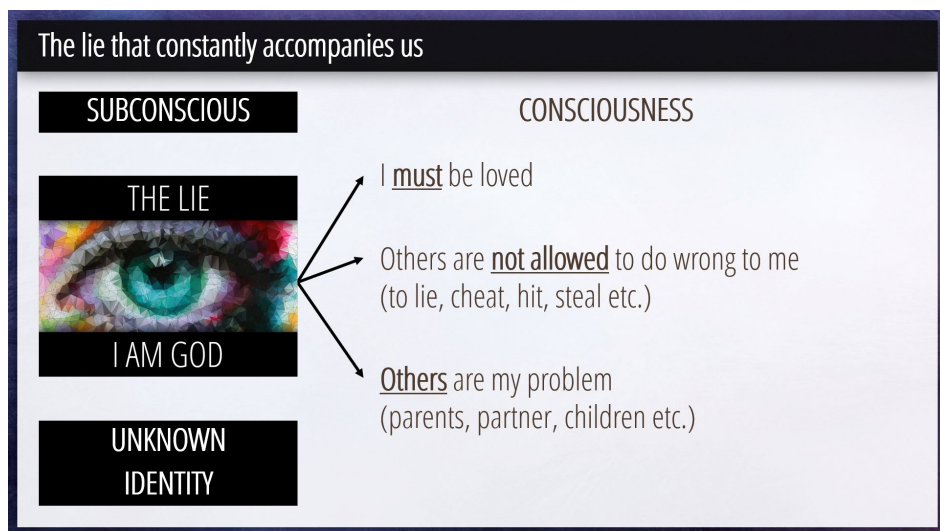 The lie that constantly accompanies us
SUBCONSCIOUS
THE LIE
I AM GOD
UNKNOWN
IDENTITY
CONSCIOUSNESS
I must be loved
Others are not allowed to do wrong to me
(to lie, cheat, hit, steal etc.)
Others are my problem
(parents, partner, children etc.)